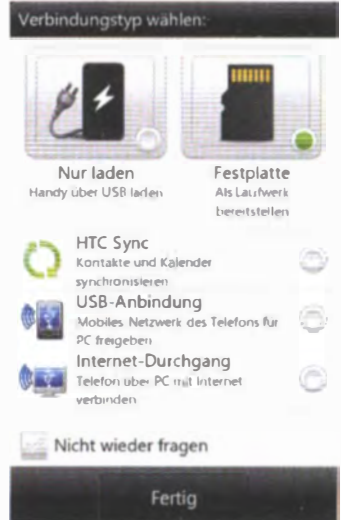 Verbindungstyp wählen:
Nur laden
Handy über USB laden
Festplatte
Als Laufwerk
bereitstellen
HTC Sync
Kontakte und Kalender
synchronisieren
USB-Anbindung
Mobiles Netzwerk des Telefons für
PC freigeben
Internet-Durchgang
Telefon über PC mit Internet
verbinden
Nicht wieder fragen
Fertig